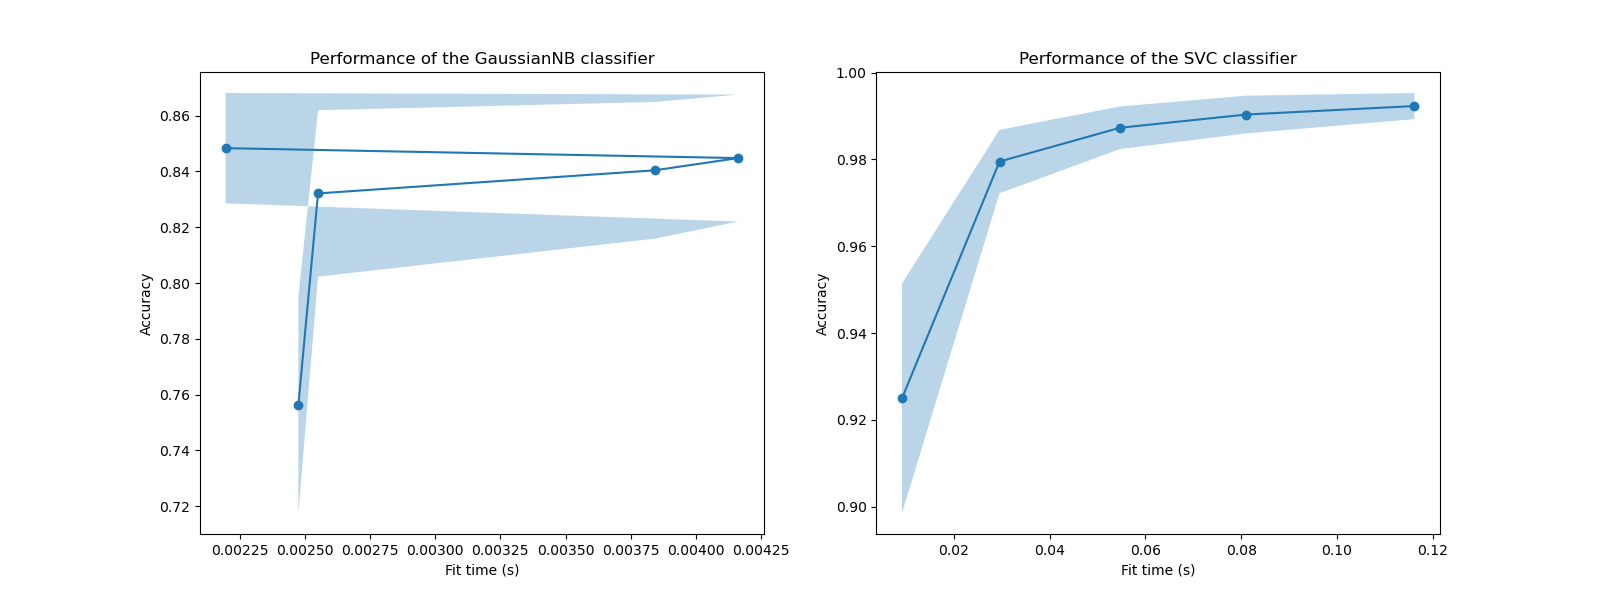 Performance of the GaussianNB classifier
0.86
0.84
0.82
0.80
0.78
0.76
0.74
0.72
Accuracy
0.00225 0.00250 0.00275 0.00300 0.00325 0.00350 0.00375 0.00400 0.00425
Fit time (s)
Performance of the SVC classifier
1.00
0.98
0.96
0.94
0.92
0.90
Accuracy
0.02 0.04 0.06 0.08 0.10 0.12
Fit time (s)